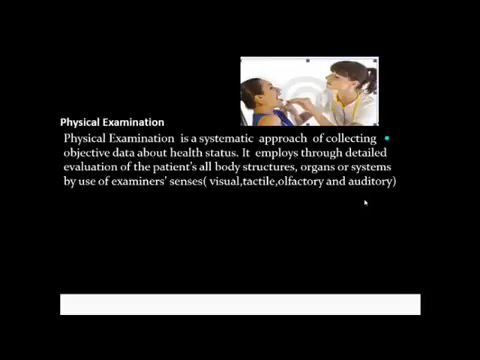 Physical Examination
Physical Examination is a systematic approach of collecting
objective data about health status. It employs through detailed
evaluation of the patient's all body structures, organs or systems
by use of examiners' senses( visual,tactile,olfactory and auditory)